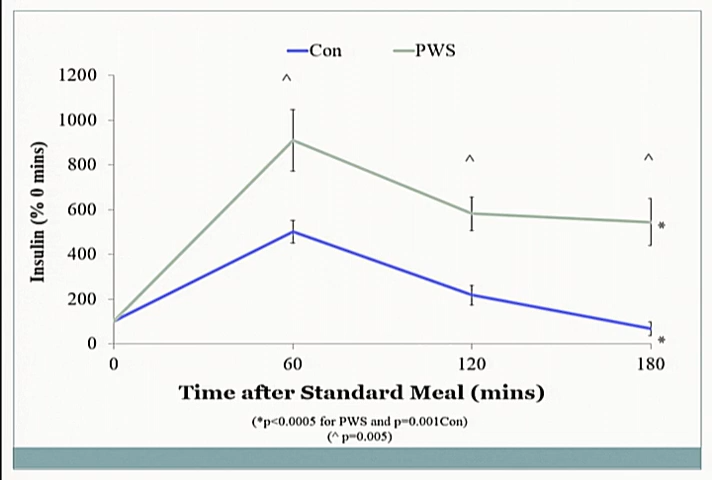 Con PWS
^
1200
1000
800 ^ ^
600
*
400
200
0 *
0 60 120 180
Insulin (% 0 mins)
Time after Standard Meal (mins)
(*p<0.0005 for PWS and p=0.001Con)
(^ p=0.005)